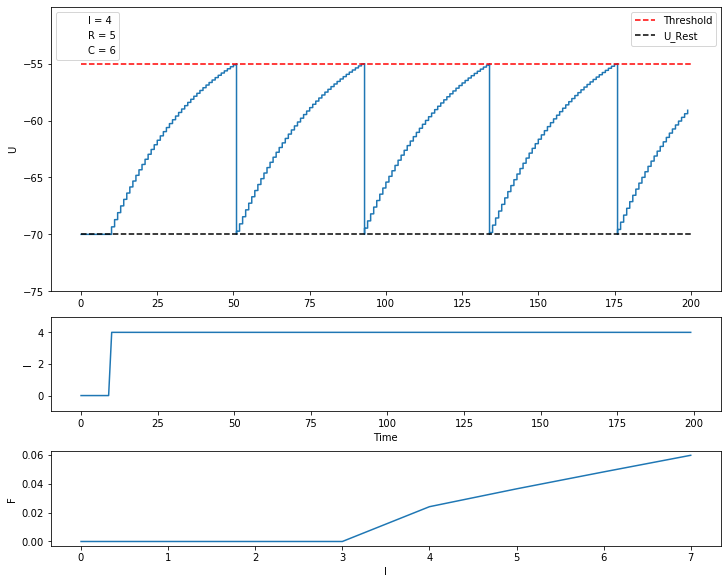 I = 4
R = 5
C = 6
Threshold
U_Rest
U
−55
−60
−65
−70
−75
0 25 50 75 100 125 150 175 200
I
4
2
0
0 25 50 75 100 125 150 175 200
Time
F
0.06
0.04
0.02
0.00
0 1 2 3 4 5 6 7
I